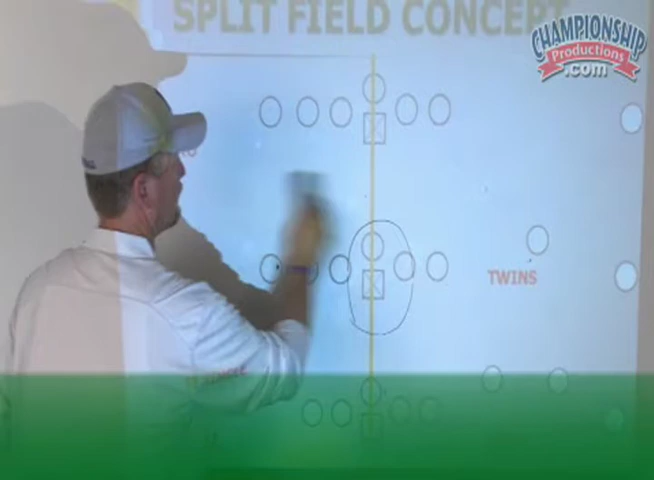 SPLIT FIELD CONCEPT
CHAMPIONSHIP
Productions
.com
TWINS